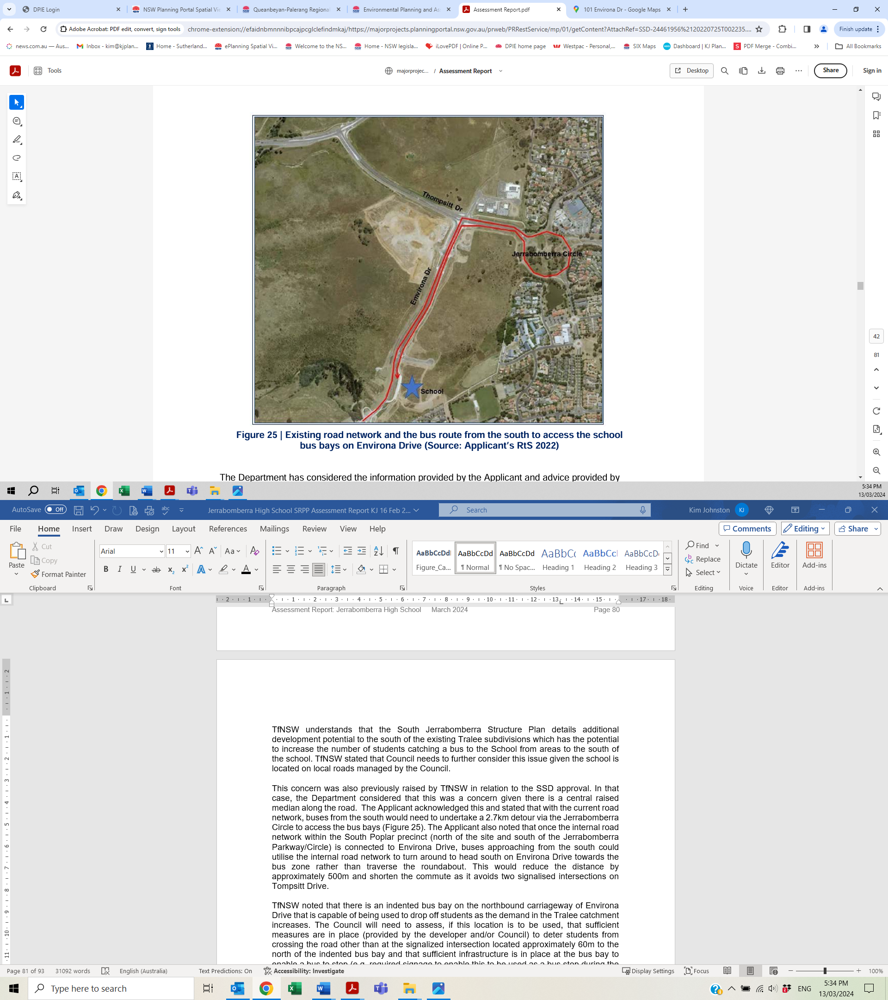 DPIE Login
NSW Planning Portal Spatial Vie
Queanbeyan-Palerang Regional
Environmental Planning and As
Assessment Report.pdf
101 Environa Dr - Google Maps
Adobe Acrobat: PDF edit, convert, sign tools
chrome-extension://efaidnbmnnnibpcajpcglclefindmkaj/https://majorprojects.planningportal.nsw.gov.au/prweb/PRRestService/mp/01/getContent?AttachRef=SSD-24461956%2120220725T002235....
Finish update
news.com.au — Aus...
Inbox - kim@kjplan...
Home - Sutherland...
ePlanning Spatial Vi...
Welcome to the NS...
Home - NSW legisla...
iLovePDF | Online P...
DPIE home page
Westpac - Personal,...
SIX Maps
Dashboard | KJ Plan...
PDF Merge - Combi...
All Bookmarks
Tools
majorprojec... / Assessment Report
Desktop
Share
Sign in
Thompsitt Dr
Jerrabomberra Circle
Emvirona Dr
School
42
81
Figure 25 | Existing road network and the bus route from the south to access the school
bus bays on Environa Drive (Source: Applicant's RtS 2022)
The Department has considered the information provided by the Applicant and advice provided by
5:34 PM
13/03/2024
AutoSave Off
Jerrabomberra High School SRPP Assessment Report KJ 16 Feb 2...
Search
Kim Johnston KJ
File Home Insert Draw Design Layout References Mailings Review View Help
Comments Editing Share
Paste
Cut
Copy
Format Painter
Clipboard
Arial 11
Font
Paragraph
AaBbCcDdI AaBbCcDd AaBbCcDd AaBbC AaBbCcI AaBbCcD
Figure_Ca... ¶ Normal ¶ No Spac... Heading 1 Heading 2 Heading 3
Styles
Find
Replace
Select
Editing
Dictate
Voice
Editor
Editor
Add-ins
Add-ins
Assessment Report: Jerrabomberra High School March 2024 Page 80
TfNSW understands that the South Jerrabomberra Structure Plan details additional
development potential to the south of the existing Tralee subdivisions which has the potential
to increase the number of students catching a bus to the School from areas to the south of
the school. TfNSW stated that Council needs to further consider this issue given the school is
located on local roads managed by the Council.
This concern was also previously raised by TfNSW in relation to the SSD approval. In that
case, the Department considered that this was a concern given there is a central raised
median along the road. The Applicant acknowledged this and stated that with the current road
network, buses from the south would need to undertake a 2.7km detour via the Jerrabomberra
Circle to access the bus bays (Figure 25). The Applicant also noted that once the internal road
network within the South Poplar precinct (north of the site and south of the Jerrabomberra
Parkway/Circle) is connected to Environa Drive, buses approaching from the south could
utilise the internal road network to turn around to head south on Environa Drive towards the
bus zone rather than traverse the roundabout. This would reduce the distance by
approximately 500m and shorten the commute as it avoids two signalised intersections on
Tompsitt Drive.
TfNSW noted that there is an indented bus bay on the northbound carriageway of Environa
Drive that is capable of being used to drop off students as the demand in the Tralee catchment
increases. The Council will need to assess, if this location is to be used, that sufficient
measures are in place (provided by the developer and/or Council) to deter students from
crossing the road other than at the signalized intersection located approximately 60m to the
north of the indented bus bay and that sufficient infrastructure is in place at the bus bay to
enable a bus to stop (e.g. required signage to enable this to be used as a bus stop during the
Page 81 of 93 31092 words English (Australia) Text Predictions: On Accessibility: Investigate
Display Settings Focus 100%
Type here to search
ENG
5:34 PM
13/03/2024